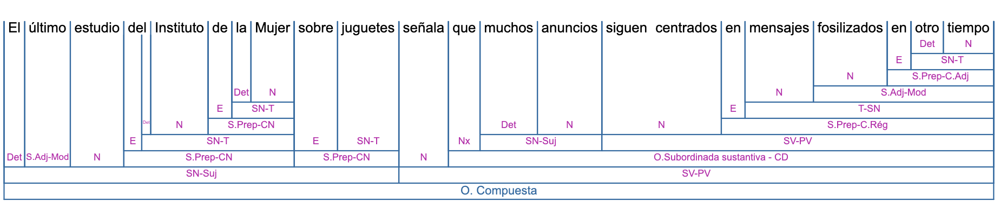 El último estudio del Instituto de la Mujer sobre juguetes señala que muchos anuncios siguen centrados en mensajes fosilizados en otro tiempo
Det N
E SN-T
N S.Prep-C.Adj
Det N N S.Adj-Mod
E SN-T E T-SN
Det N S.Prep-CN Det N N S.Prep-C.Rég
E SN-T E SN-T Nx SN-Suj SV-PV
Det S.Adj-Mod N S.Prep-CN S.Prep-CN N O.Subordinada sustantiva - CD
SN-Suj SV-PV
O. Compuesta